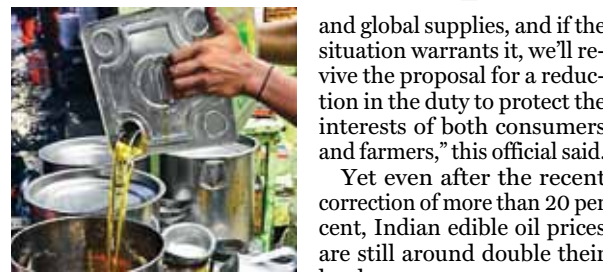 and global supplies, and if the
situation warrants it, we’ll re-
vive the proposal for a reduc-
tion in the duty to protect the
interests of both consumers
and farmers,” this official said.
Yet even after the recent
correction of more than 20 per
cent, Indian edible oil prices
are still around double their